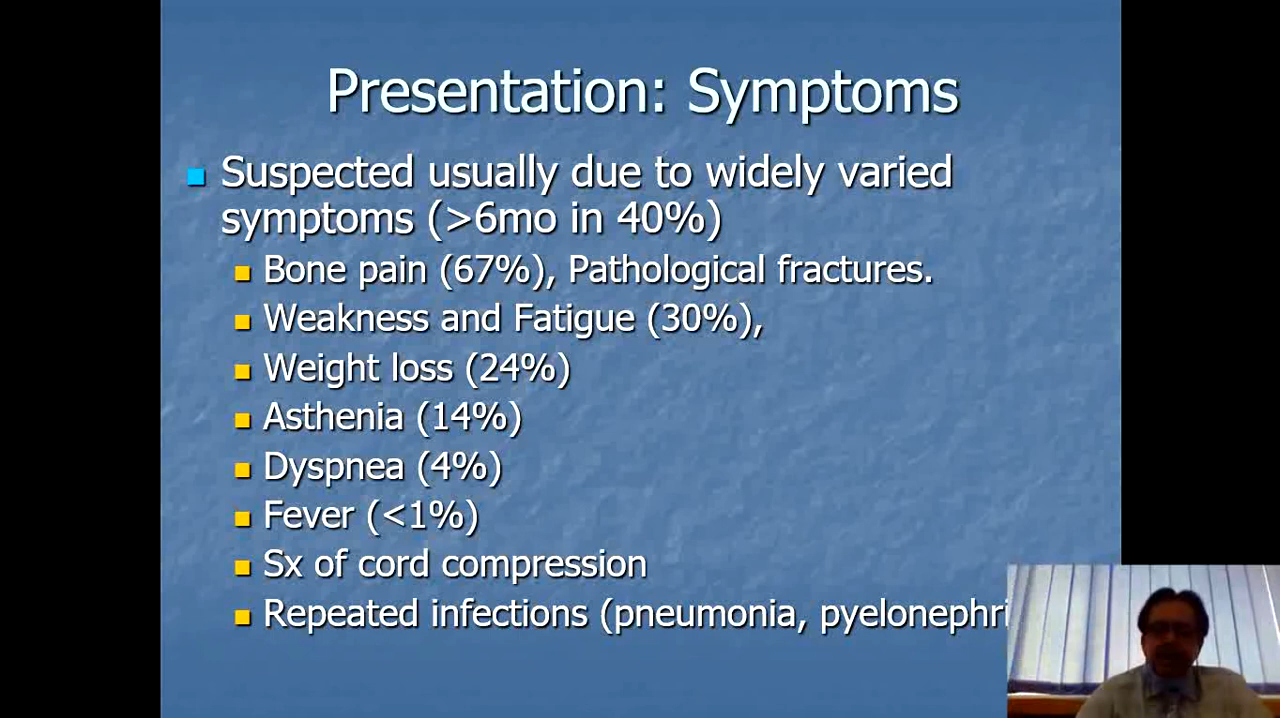 Presentation: Symptoms
Suspected usually due to widely varied
symptoms (>6mo in 40%)
Bone pain (67%), Pathological fractures.
Weakness and Fatigue (30%),
Weight loss (24%)
Asthenia (14%)
Dyspnea (4%)
Fever (<1%)
Sx of cord compression
Repeated infections (pneumonia,